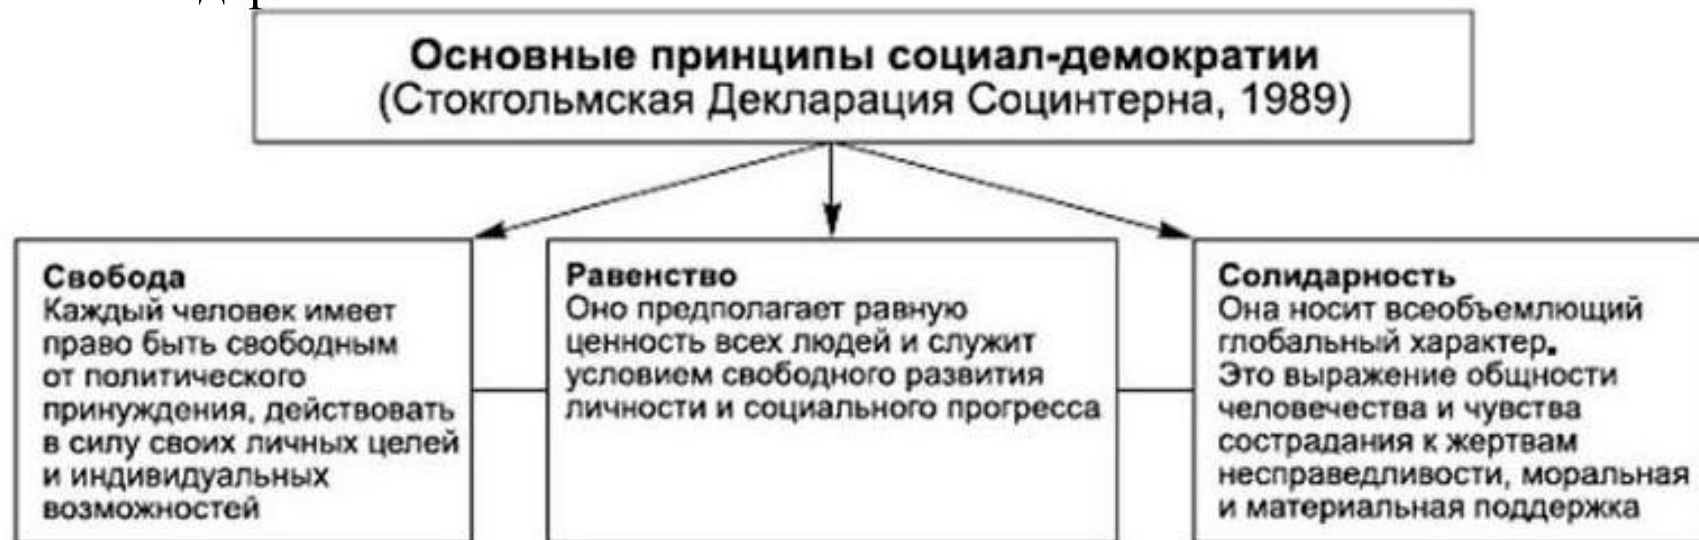 Основные принципы социал-демократии
(Стокгольмская Декларация Социнтерна, 1989)
Свобода
Каждый человек имеет
право быть свободным
от политического
принуждения, действовать
в силу своих личных целей
и индивидуальных
возможностей
Равенство
Оно предполагает равную
ценность всех людей и служит
условием свободного развития
личности и социального прогресса
Солидарность
Она носит всеобъемлющий
глобальный характер.
Это выражение общности
человечества и чувства
сострадания к жертвам
несправедливости, моральная
и материальная поддержка